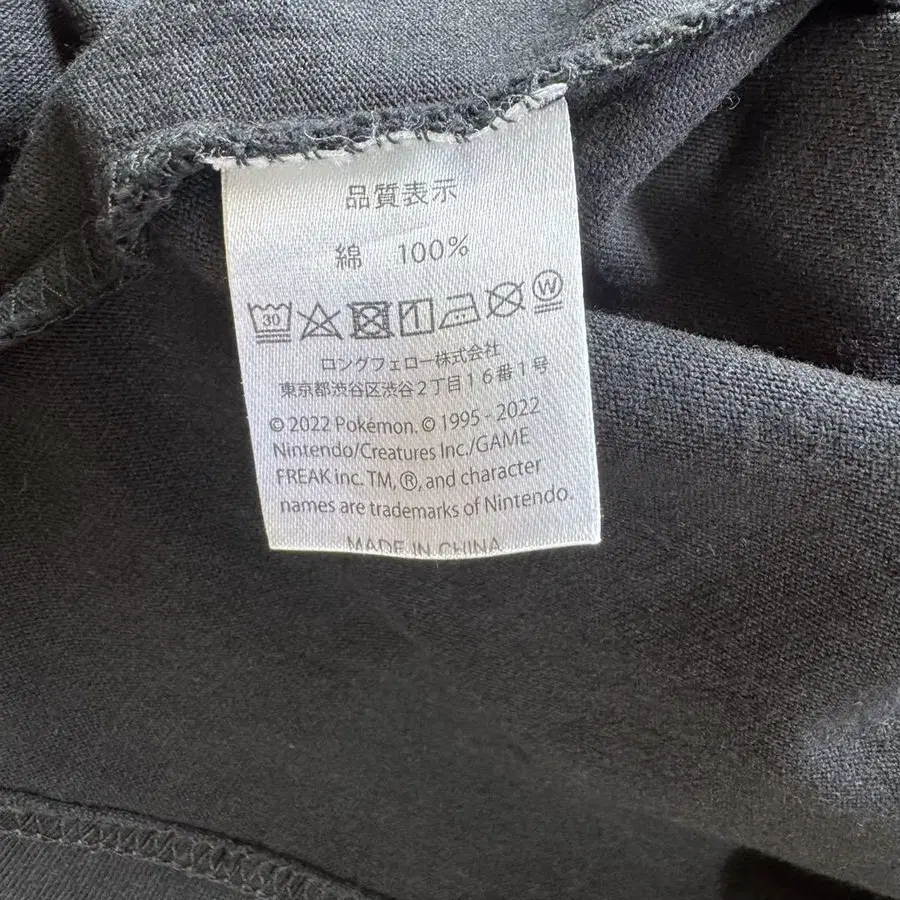 品質表示
綿 100%
30
W
ロングフェロー株式会社
東京都渋谷区渋谷2丁目16番1号
© 2022 Pokémon. © 1995 - 2022
Nintendo/Creatures Inc./GAME
FREAK inc. TM, ®, and character
names are trademarks of Nintendo.
MADE IN CHINA